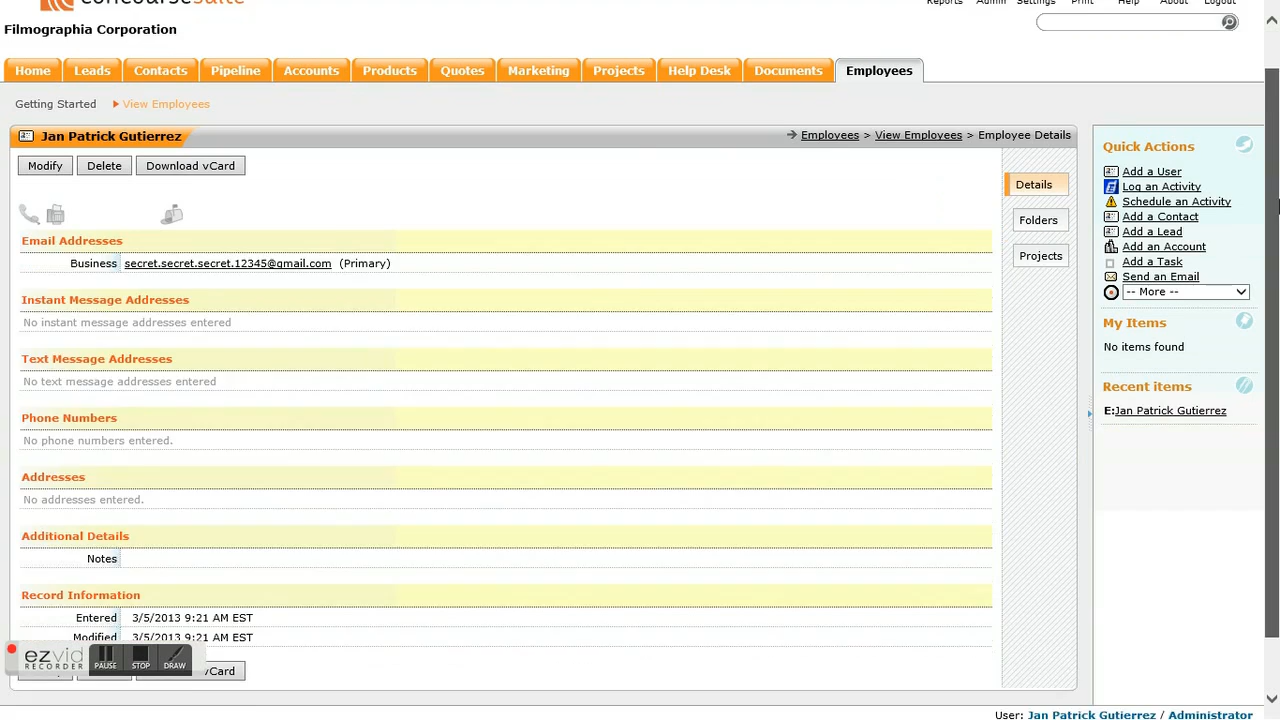 concoursesuite
Reports Admin Settings Print Help About Logout
Filmographia Corporation
Home Leads Contacts Pipeline Accounts Products Quotes Marketing Projects Help Desk Documents Employees
Getting Started View Employees
Jan Patrick Gutierrez
Employees > View Employees > Employee Details
Modify Delete Download vCard
Details
Folders
Projects
Email Addresses
Business secret.secret.secret.12345@gmail.com (Primary)
Instant Message Addresses
No instant message addresses entered
Text Message Addresses
No text message addresses entered
Phone Numbers
No phone numbers entered.
Addresses
No addresses entered.
Additional Details
Notes
Record Information
Entered 3/5/2013 9:21 AM EST
Modified 3/5/2013 9:21 AM EST
vCard
ezvid
RECORDER
PAUSE STOP DRAW
Quick Actions
Add a User
Log an Activity
Schedule an Activity
Add a Contact
Add a Lead
Add an Account
Add a Task
Send an Email
-- More --
My Items
No items found
Recent items
E:Jan Patrick Gutierrez
User: Jan Patrick Gutierrez / Administrator